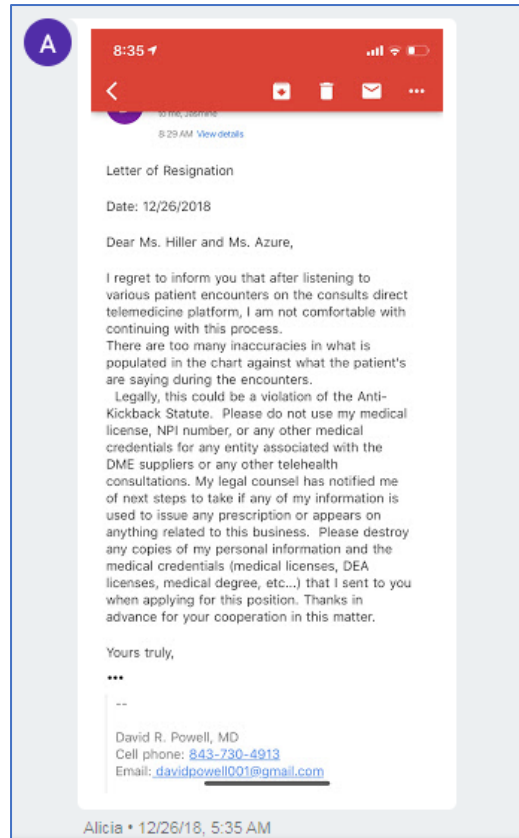 A
8:35
to me, Jasmine
8:29 AM View details
Letter of Resignation
Date: 12/26/2018
Dear Ms. Hiller and Ms. Azure,
I regret to inform you that after listening to
various patient encounters on the consults direct
telemedicine platform, I am not comfortable with
continuing with this process.
There are too many inaccuracies in what is
populated in the chart against what the patient's
are saying during the encounters.
Legally, this could be a violation of the Anti-
Kickback Statute.  Please do not use my medical
license, NPI number, or any other medical
credentials for any entity associated with the
DME suppliers or any other telehealth
consultations. My legal counsel has notified me
of next steps to take if any of my information is
used to issue any prescription or appears on
anything related to this business.  Please destroy
any copies of my personal information and the
medical credentials (medical licenses, DEA
licenses, medical degree, etc...) that I sent to you
when applying for this position. Thanks in
advance for your cooperation in this matter.
Yours truly,
•••
--
David R. Powell, MD
Cell phone: 843-730-4913
Email: davidpowell001@gmail.com
Alicia • 12/26/18, 5:35 AM